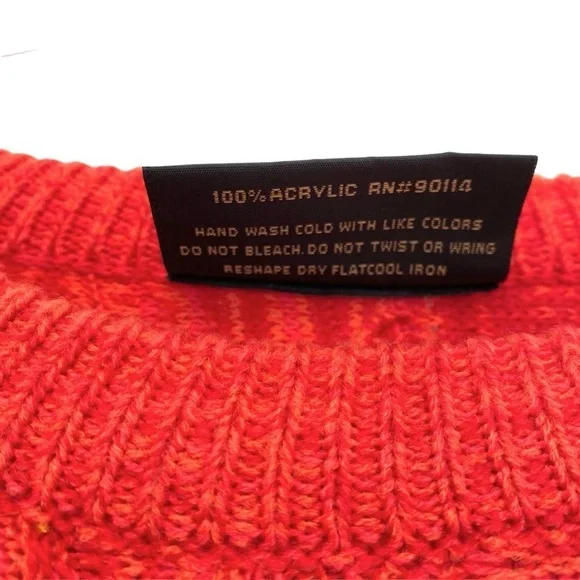 100% ACRYLIC RN#90114
HAND WASH COLD WITH LIKE COLORS
DO NOT BLEACH. DO NOT TWIST OR WRING
RESHAPE DRY FLATCOOL IRON